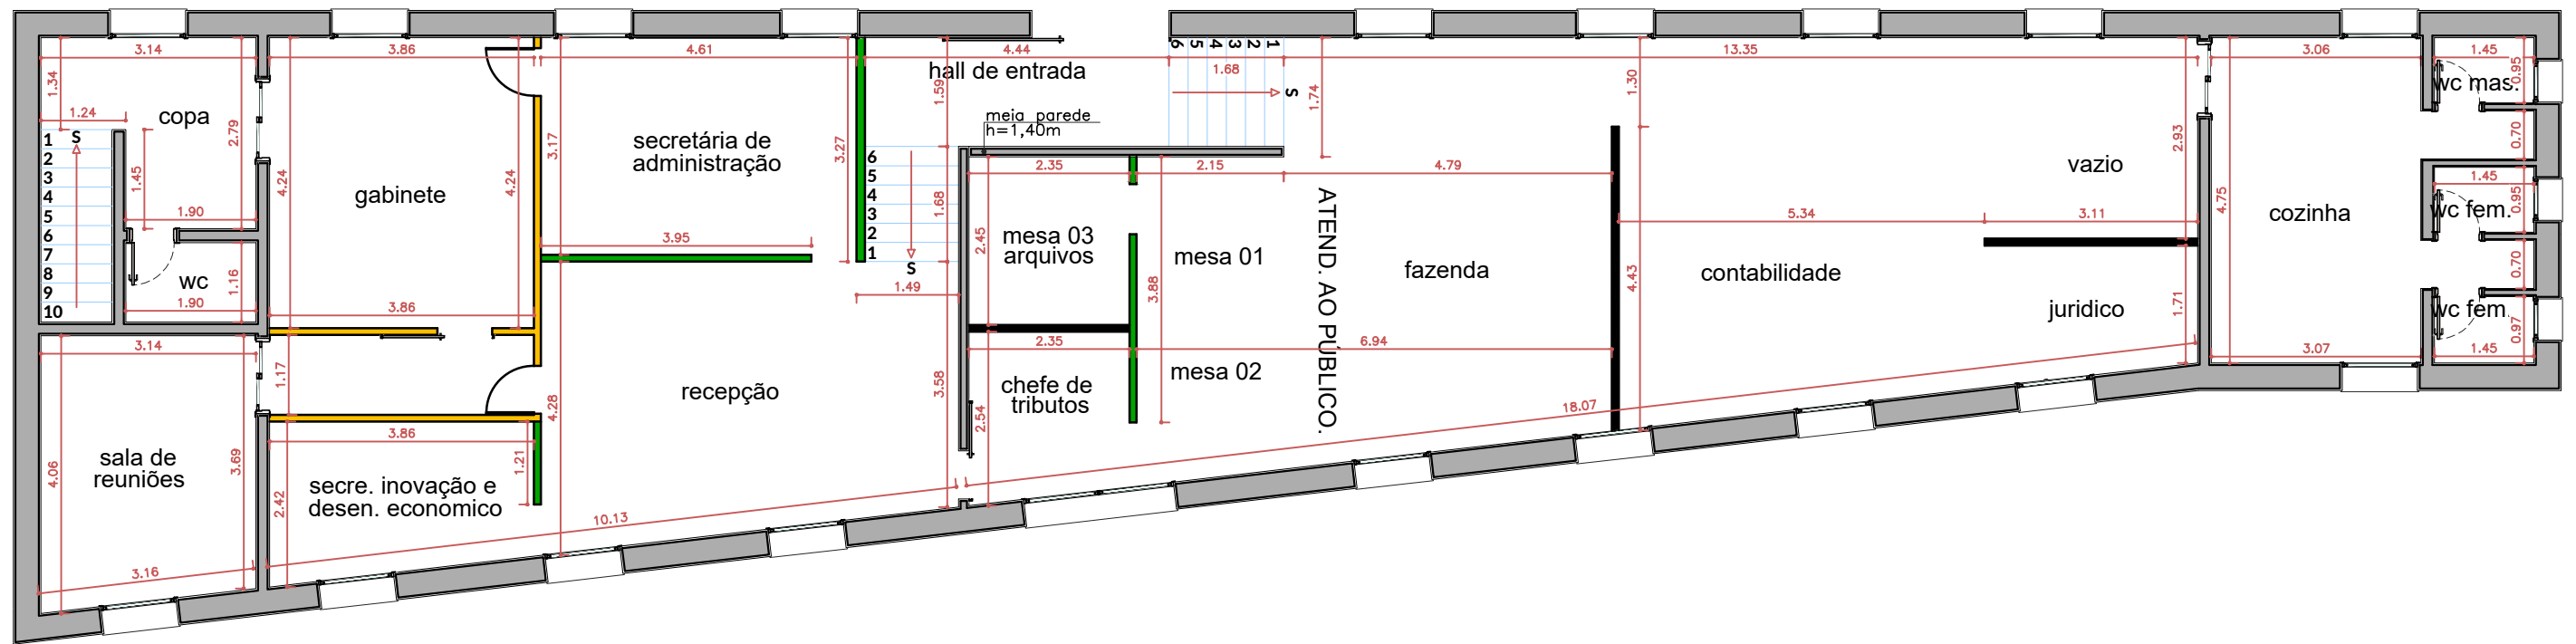 3.14
3.86
4.61
4.44
6 5 4 3 2 1
13.35
3.06
1.45
1.34
copa
1.24
2.79
3.17
secretária de
administração
3.27
1.59
hall de entrada
meia parede
h=1,40m
1.68
S
1.74
1.30
2.93
vazio
wc mas.
0.95
0.70
1
2
3
4
5
6
7
8
9
10
S
1.45
1.90
4.24
gabinete
4.24
6
5
4
3
2
1
S
1.68
2.35
2.15
4.79
5.34
3.11
4.75
cozinha
1.45
0.95
wc fem.
0.70
3.95
1.49
mesa 03
arquivos
2.45
mesa 01
3.88
ATEND. AO PÚBLICO.
fazenda
4.43
contabilidade
juridico
1.71
wc
1.16
1.90
3.86
wc fem.
0.97
1.45
3.07
3.14
1.17
2.35
6.94
recepção
3.58
chefe de
tributos
2.54
mesa 02
4.28
18.07
3.86
1.21
sala de
reuniões
4.06
3.69
secre. inovação e
desen. economico
2.42
10.13
3.16